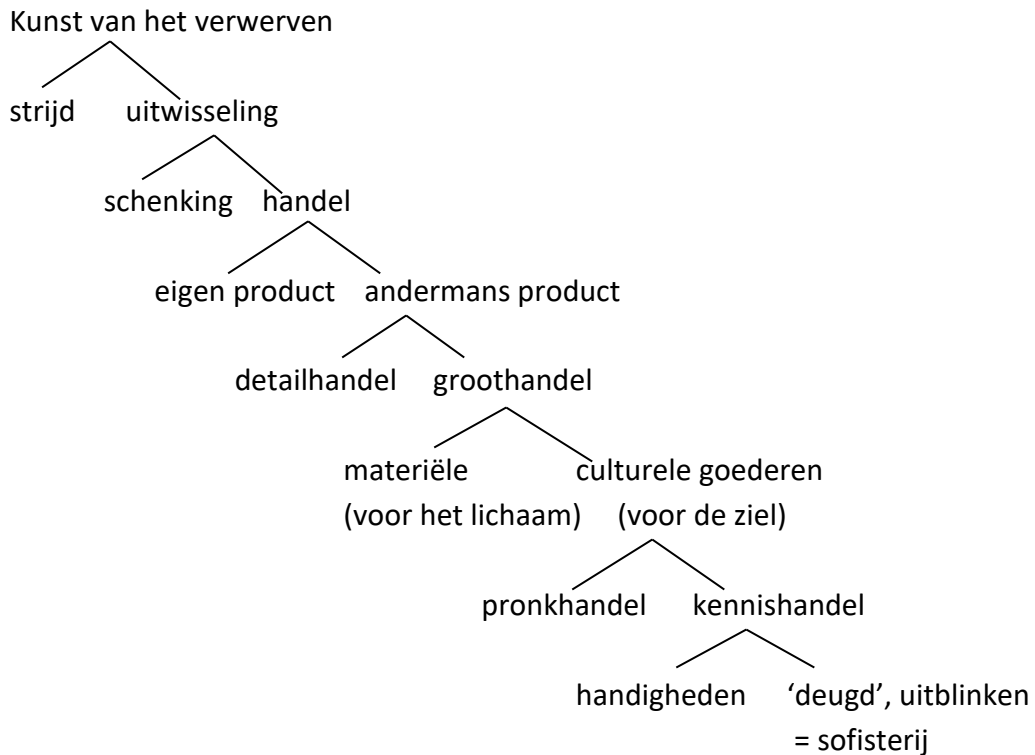 Kunst van het verwerven
strijd uitwisseling
schenking handel
eigen product andermans product
detailhandel groothandel
materiële culturele goederen
(voor het lichaam) (voor de ziel)
pronkhandel kennishandel
handigheden ‘deugd’, uitblinken
= sofisterij